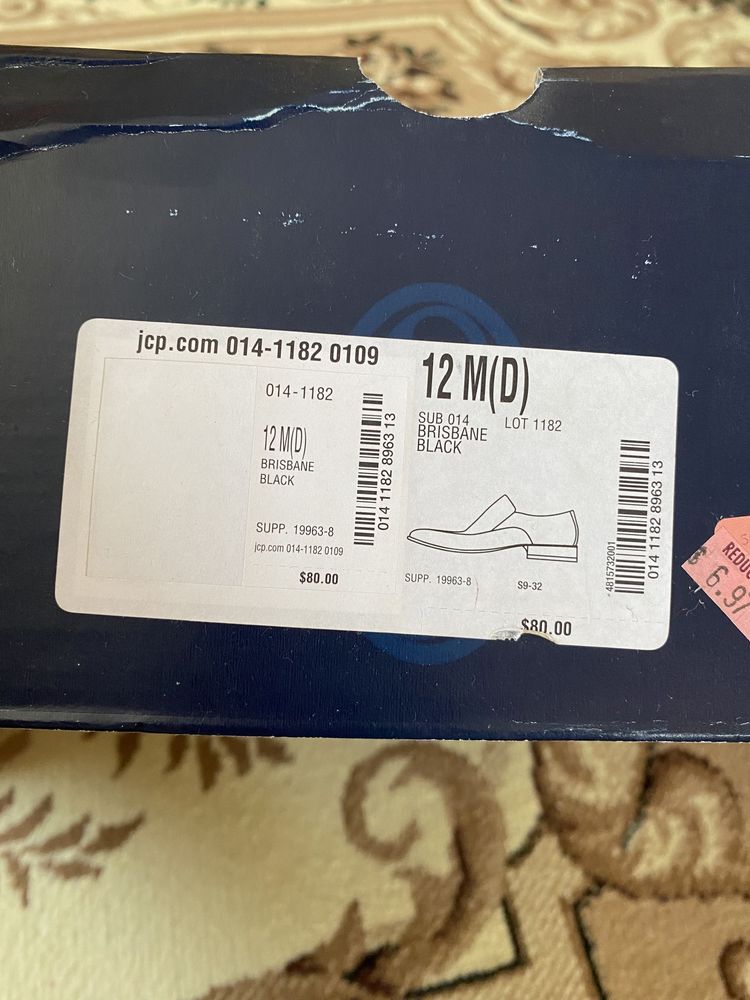 jcp.com 014-1182 0109
014-1182
12 M(D)
BRISBANE
BLACK
SUPP. 19963-8
jcp.com 014-1182 0109
$80.00
014 1182 8963 13
12 M(D)
SUB 014 LOT 1182
BRISBANE
BLACK
SUPP. 19963-8 S9-32
$80.00
4815732001
014 1182 8963 13
$ 6.97